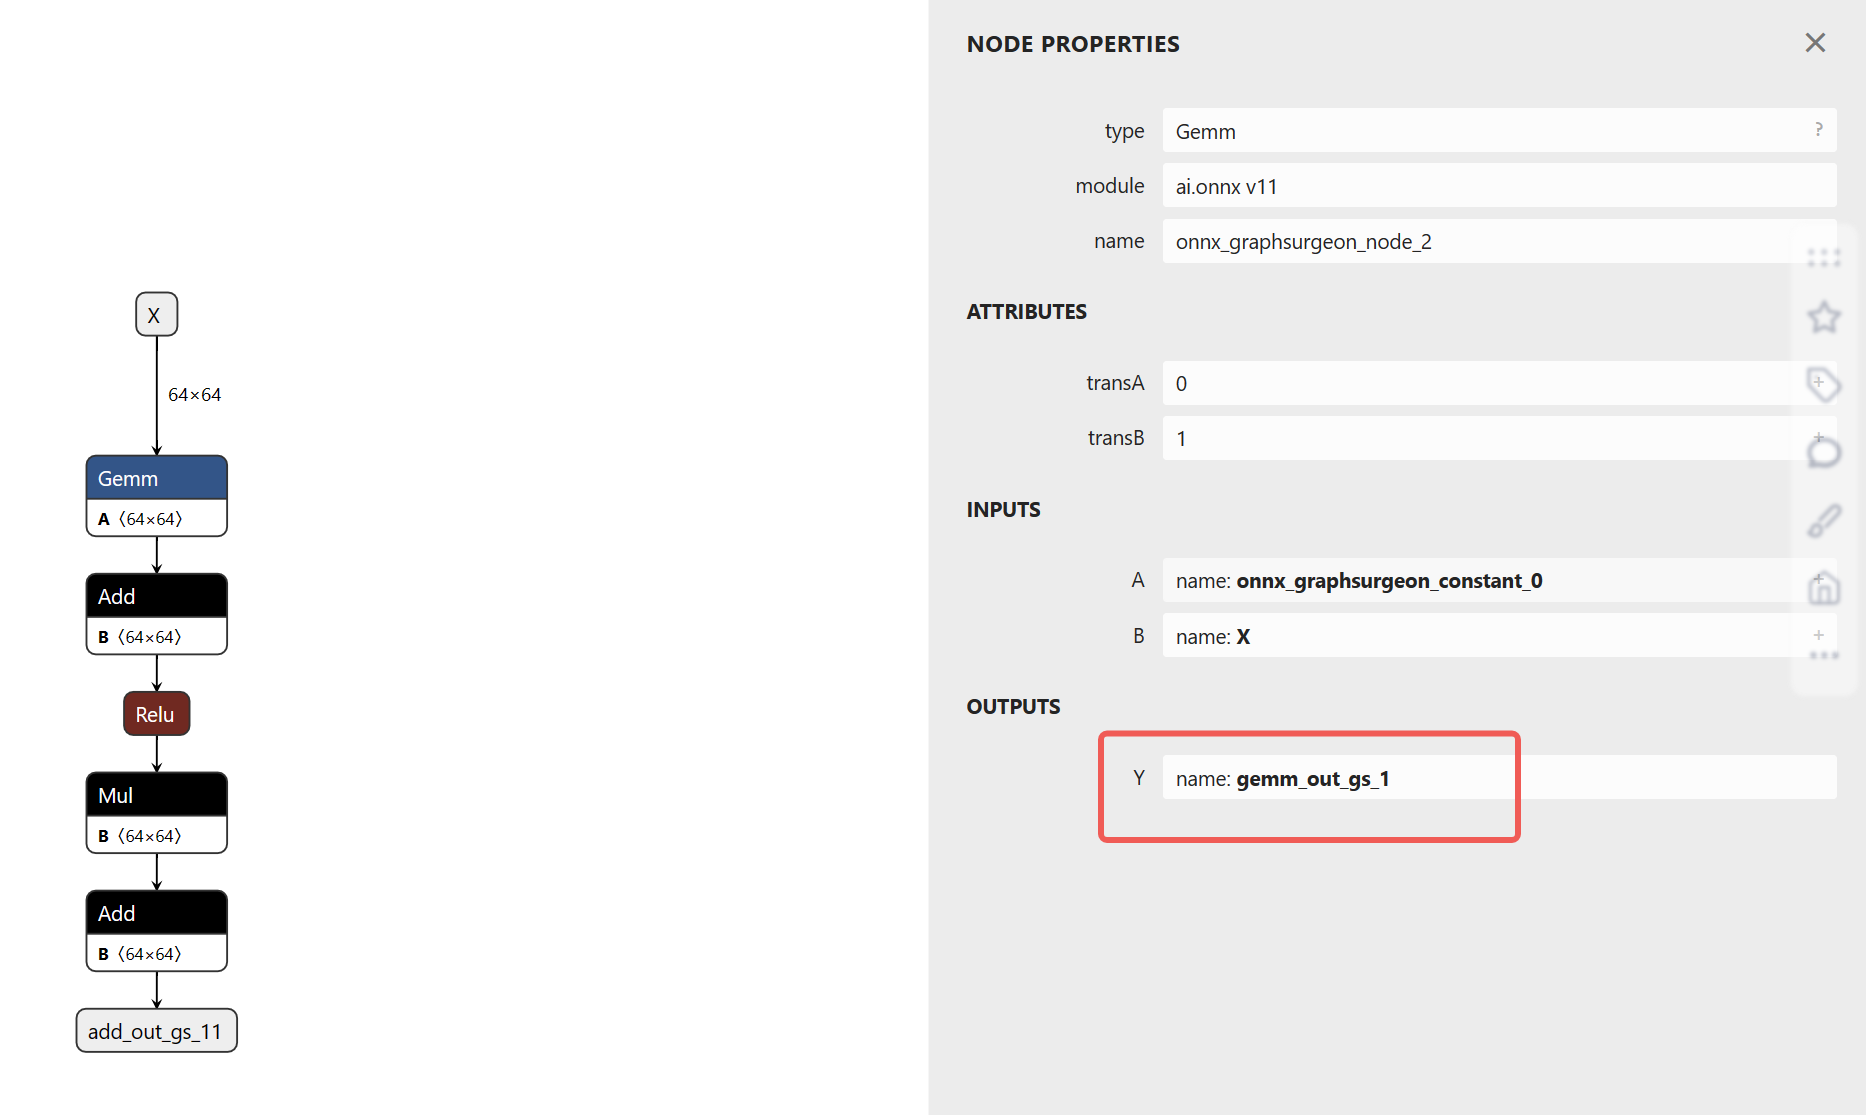 X
64×64
Gemm
A 〈64×64〉
Add
B 〈64×64〉
Relu
Mul
B 〈64×64〉
Add
B 〈64×64〉
add_out_gs_11
NODE PROPERTIES
type Gemm ?
module ai.onnx v11
name onnx_graphsurgeon_node_2
ATTRIBUTES
transA 0 +
transB 1 +
INPUTS
A name: onnx_graphsurgeon_constant_0 +
B name: X +
OUTPUTS
Y name: gemm_out_gs_1